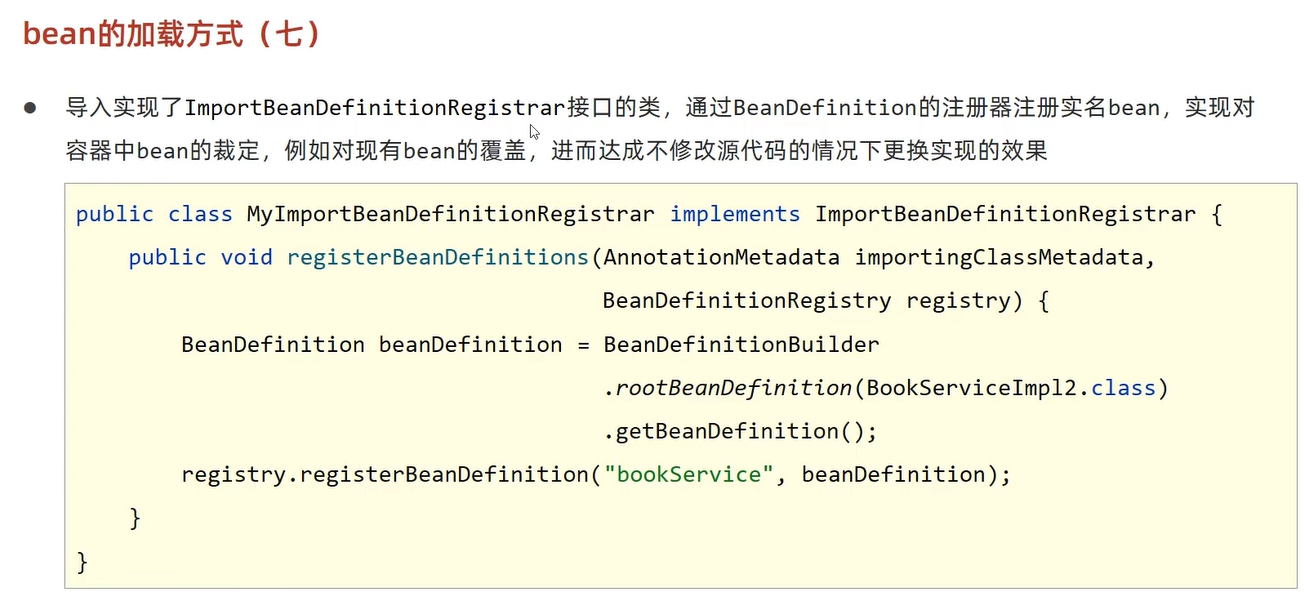 bean的加载方式（七）
● 导入实现了ImportBeanDefinitionRegistrar接口的类，通过BeanDefinition的注册器注册实名bean，实现对
容器中bean的裁定，例如对现有bean的覆盖，进而达成不修改源代码的情况下更换实现的效果
public class MyImportBeanDefinitionRegistrar implements ImportBeanDefinitionRegistrar {
    public void registerBeanDefinitions(AnnotationMetadata importingClassMetadata,
                                        BeanDefinitionRegistry registry) {
        BeanDefinition beanDefinition = BeanDefinitionBuilder
                                        .rootBeanDefinition(BookServiceImpl2.class)
                                        .getBeanDefinition();
        registry.registerBeanDefinition("bookService", beanDefinition);
    }
}